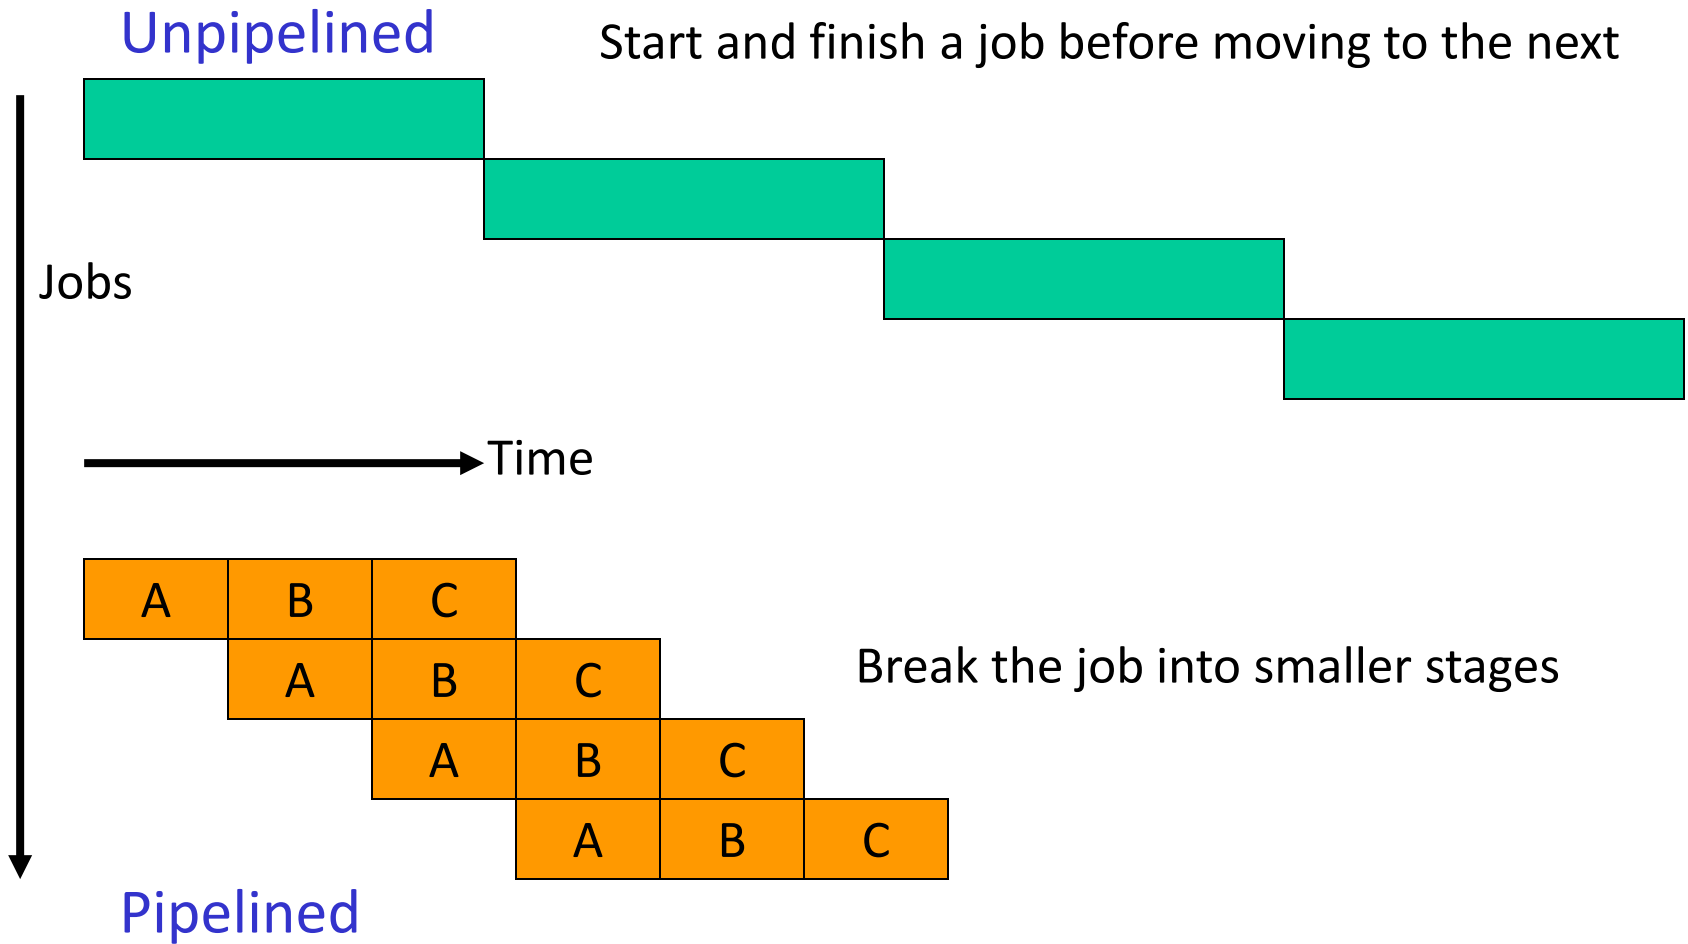 Unpipelined
Start and finish a job before moving to the next
Jobs
Time
A B C
A B C
Break the job into smaller stages
A B C
A B C
Pipelined